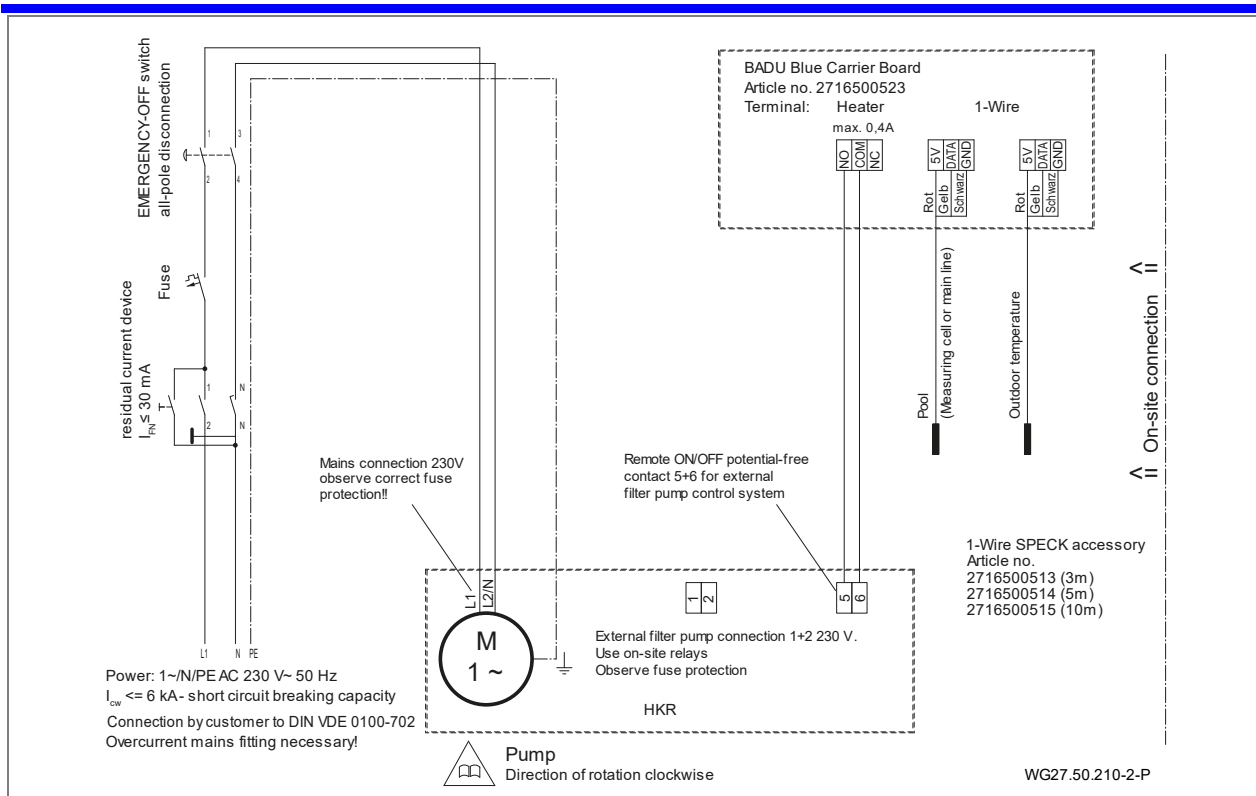 EMERGENCY-OFF switch
all-pole disconnection
1
3
2
4
Fuse
residual current device
I_FN ≤ 30 mA
1
N
2
N
L1
N
PE
Power: 1~/N/PE AC 230 V~ 50 Hz
I_cw <= 6 kA - short circuit breaking capacity
Connection by customer to DIN VDE 0100-702
Overcurrent mains fitting necessary!
Mains connection 230V
observe correct fuse
protection!!
L1
L2/N
M
1 ~
BADU Blue Carrier Board
Article no. 2716500523
Terminal: Heater 1-Wire
max. 0,4A
NO
COM
NC
5V
DATA
GND
Rot
Gelb
Schwarz
5V
DATA
GND
Rot
Gelb
Schwarz
Pool
(Measuring cell or main line)
Outdoor temperature
Remote ON/OFF potential-free
contact 5+6 for external
filter pump control system
1
2
5
6
External filter pump connection 1+2 230 V.
Use on-site relays
Observe fuse protection
HKR
Pump
Direction of rotation clockwise
1-Wire SPECK accessory
Article no.
2716500513 (3m)
2716500514 (5m)
2716500515 (10m)
<= On-site connection <=
WG27.50.210-2-P